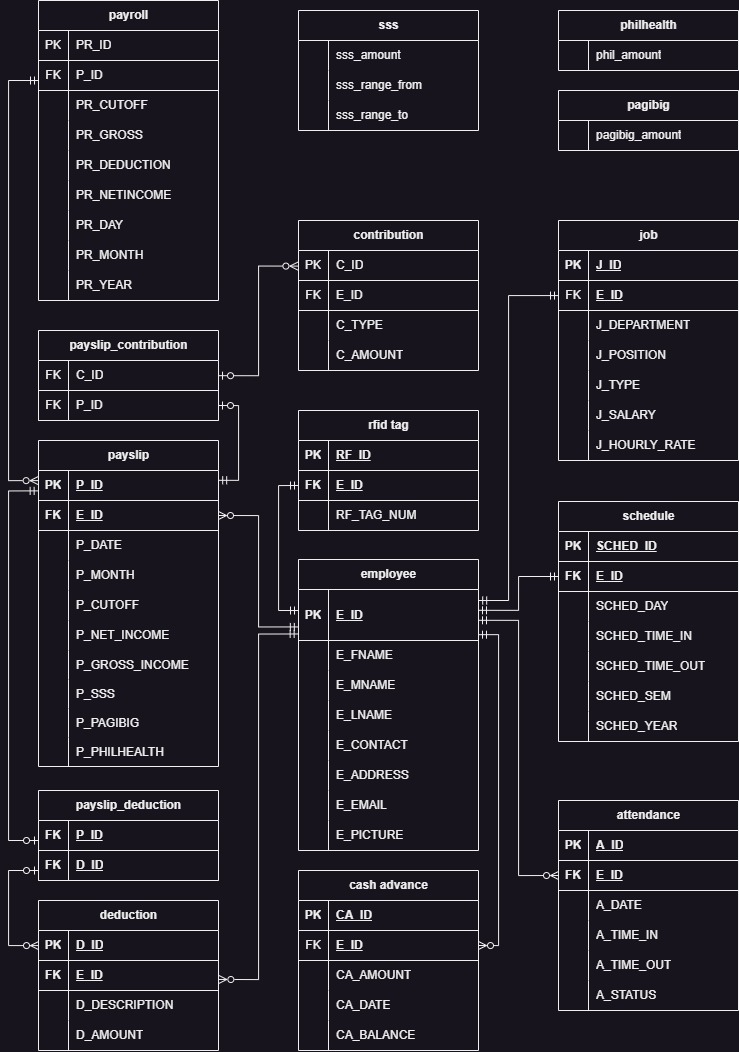 payroll
PK PR_ID
FK P_ID
PR_CUTOFF
PR_GROSS
PR_DEDUCTION
PR_NETINCOME
PR_DAY
PR_MONTH
PR_YEAR
sss
sss_amount
sss_range_from
sss_range_to
philhealth
phil_amount
pagibig
pagibig_amount
payslip_contribution
FK C_ID
FK P_ID
contribution
PK C_ID
FK E_ID
C_TYPE
C_AMOUNT
job
PK J_ID
FK E_ID
J_DEPARTMENT
J_POSITION
J_TYPE
J_SALARY
J_HOURLY_RATE
payslip
PK P_ID
FK E_ID
P_DATE
P_MONTH
P_CUTOFF
P_NET_INCOME
P_GROSS_INCOME
P_SSS
P_PAGIBIG
P_PHILHEALTH
rfid tag
PK RF_ID
FK E_ID
RF_TAG_NUM
employee
PK E_ID
E_FNAME
E_MNAME
E_LNAME
E_CONTACT
E_ADDRESS
E_EMAIL
E_PICTURE
schedule
PK SCHED_ID
FK E_ID
SCHED_DAY
SCHED_TIME_IN
SCHED_TIME_OUT
SCHED_SEM
SCHED_YEAR
payslip_deduction
FK P_ID
FK D_ID
deduction
PK D_ID
FK E_ID
D_DESCRIPTION
D_AMOUNT
cash advance
PK CA_ID
FK E_ID
CA_AMOUNT
CA_DATE
CA_BALANCE
attendance
PK A_ID
FK E_ID
A_DATE
A_TIME_IN
A_TIME_OUT
A_STATUS